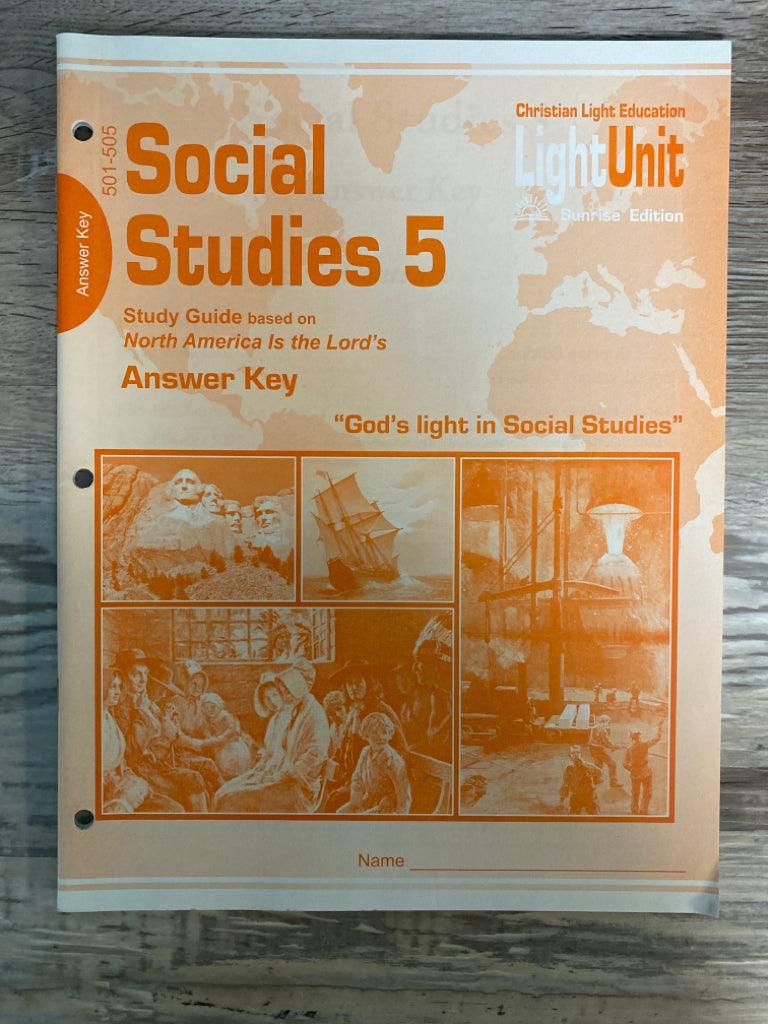 Christian Light Education
LightUnit
Sunrise Edition
501-505
Answer Key
Social
Studies 5
Study Guide based on
North America Is the Lord's
Answer Key
"God's light in Social Studies"
Name